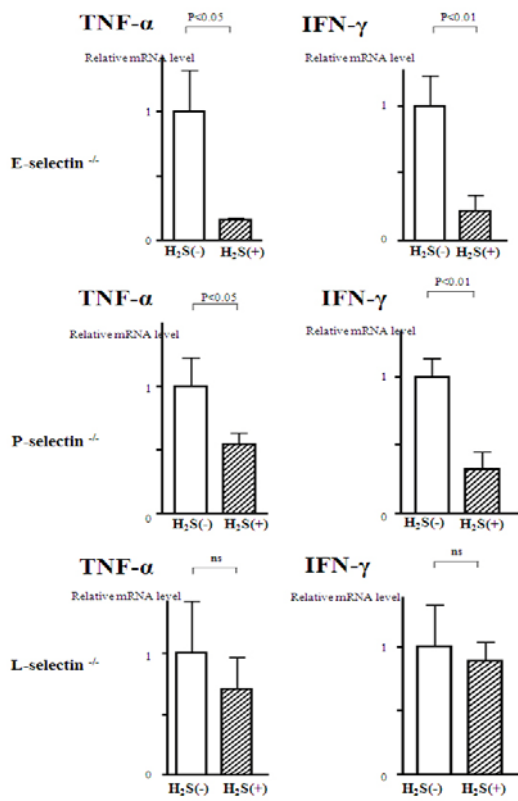 TNF-α
P<0.05
Relative mRNA level
1
0
H₂S(-) H₂S(+)
IFN-γ
P<0.01
Relative mRNA level
1
0
H₂S(-) H₂S(+)
E-selectin -/-
TNF-α
P<0.05
Relative mRNA level
1
0
H₂S(-) H₂S(+)
IFN-γ
P<0.01
Relative mRNA level
1
0
H₂S(-) H₂S(+)
P-selectin -/-
TNF-α
ns
Relative mRNA level
1
0
H₂S(-) H₂S(+)
IFN-γ
ns
Relative mRNA level
1
0
H₂S(-) H₂S(+)
L-selectin -/-